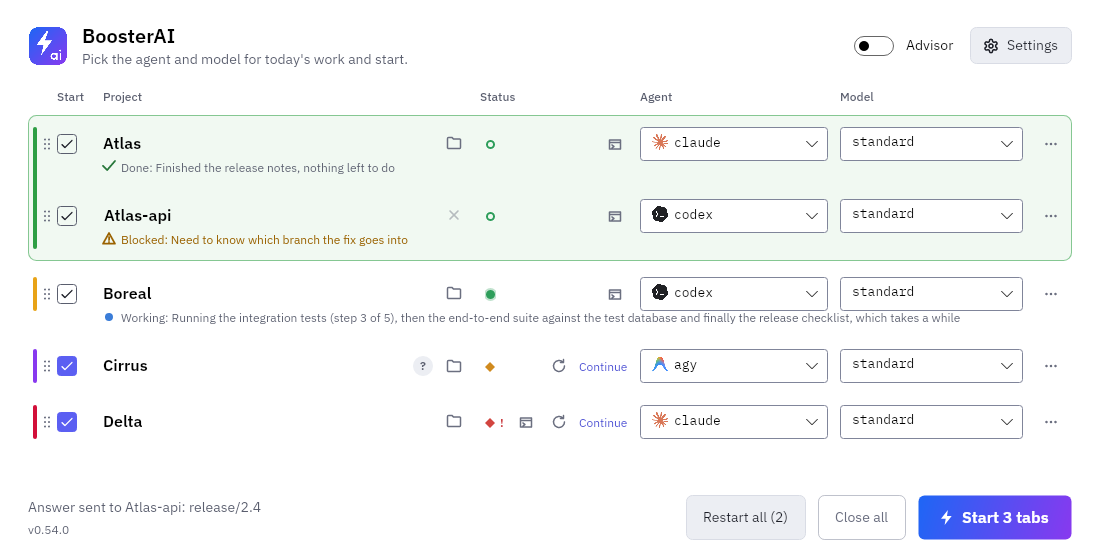 ai
BoosterAI
Pick the agent and model for today's work and start.
Advisor
Settings
Start Project Status Agent Model
Atlas claude standard ...
Done: Finished the release notes, nothing left to do
Atlas-api codex standard ...
Blocked: Need to know which branch the fix goes into
Boreal codex standard ...
Working: Running the integration tests (step 3 of 5), then the end-to-end suite against the test database and finally the release checklist, which takes a while
Cirrus ? Continue agy standard ...
Delta ! Continue claude standard ...
Answer sent to Atlas-api: release/2.4
v0.54.0
Restart all (2) Close all Start 3 tabs